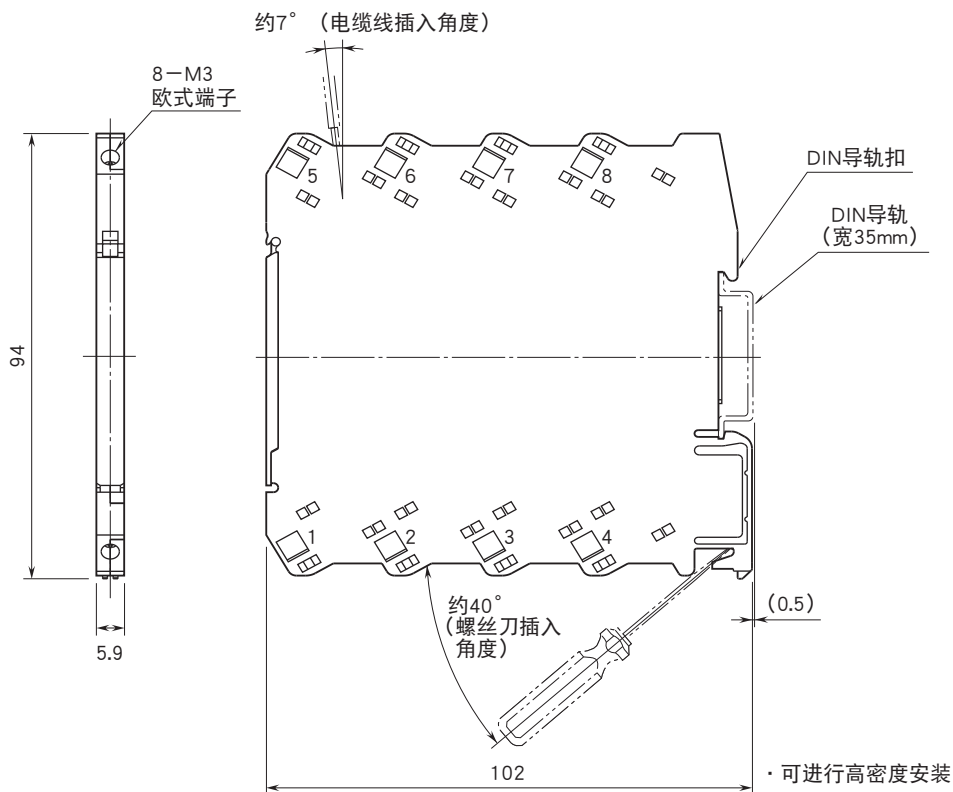 约7°（电缆线插入角度）
8－M3
欧式端子
5
6
7
8
DIN导轨扣
DIN导轨
（宽35mm）
94
1
2
3
4
约40°
（螺丝刀插入
角度）
（0.5）
5.9
102
・可进行高密度安装